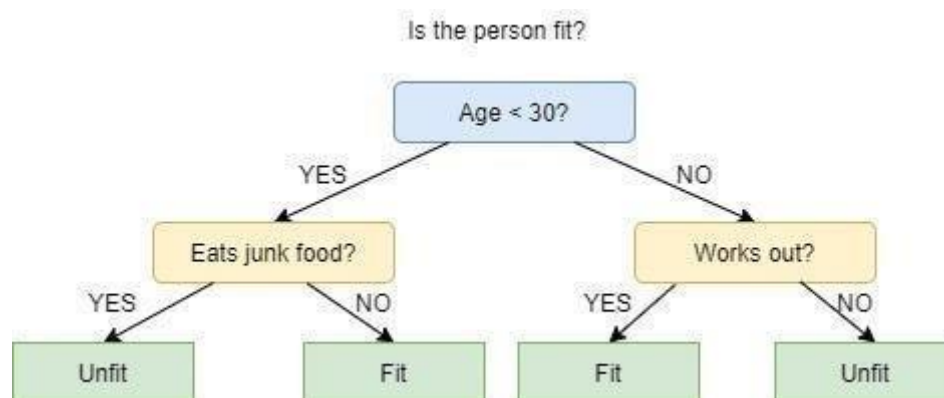 Is the person fit?
Age < 30?
YES
NO
Eats junk food?
Works out?
YES
NO
YES
NO
Unfit
Fit
Fit
Unfit